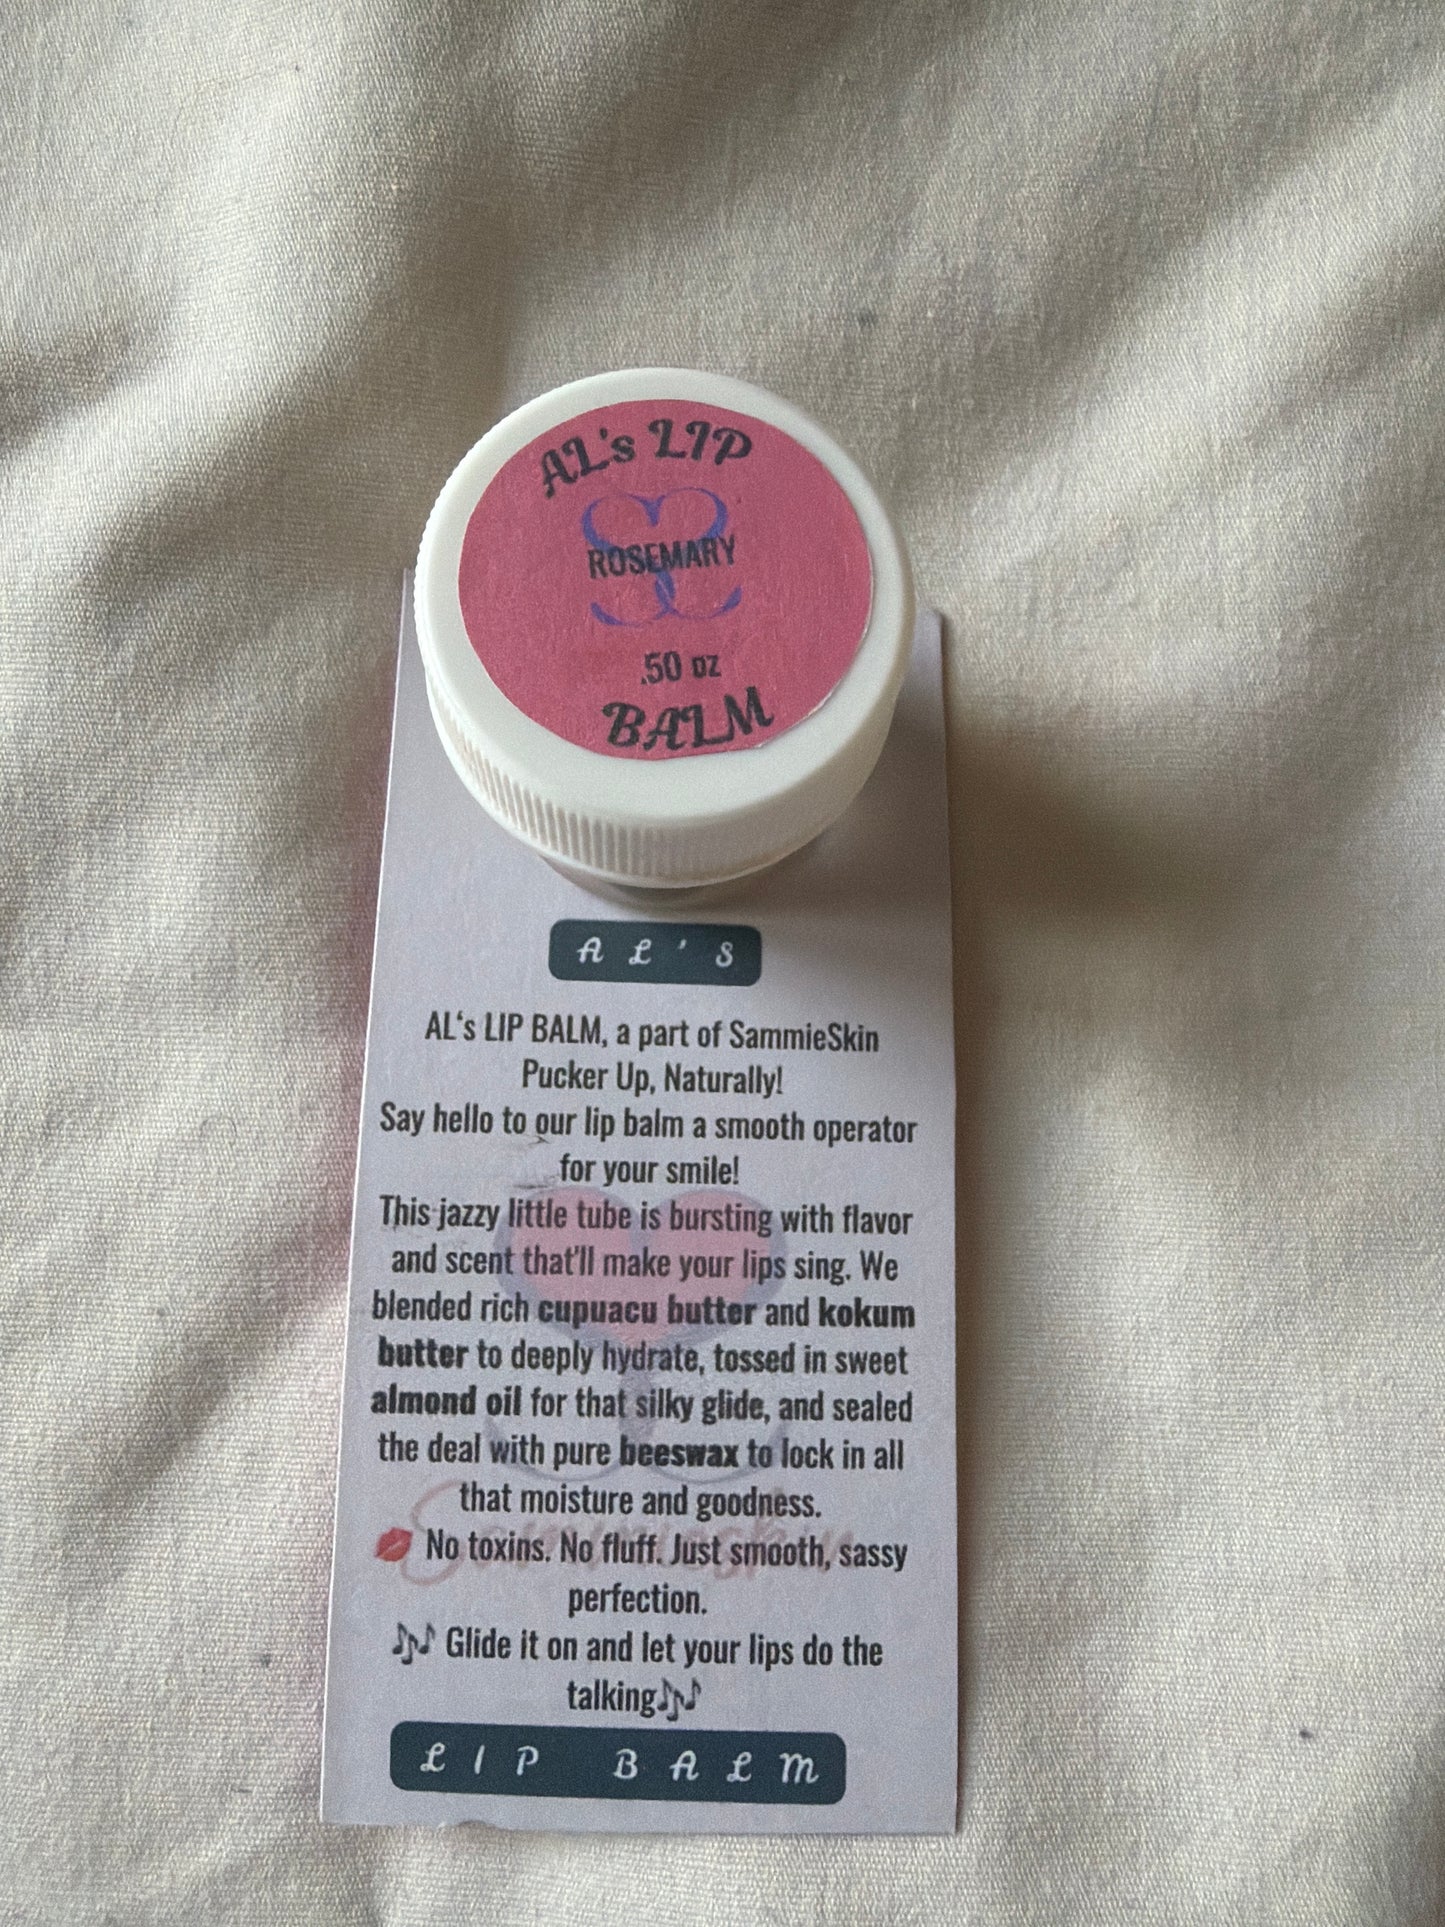 AL's LIP
ROSEMARY
.50 oz
BALM
AL'S
AL‘s LIP BALM, a part of SammieSkin
Pucker Up, Naturally!
Say hello to our lip balm a smooth operator
for your smile!
This jazzy little tube is bursting with flavor
and scent that'll make your lips sing. We
blended rich cupuacu butter and kokum
butter to deeply hydrate, tossed in sweet
almond oil for that silky glide, and sealed
the deal with pure beeswax to lock in all
that moisture and goodness.
Sammieskin
💋 No toxins. No fluff. Just smooth, sassy
perfection.
🎶 Glide it on and let your lips do the
talking🎶
LIP BALM